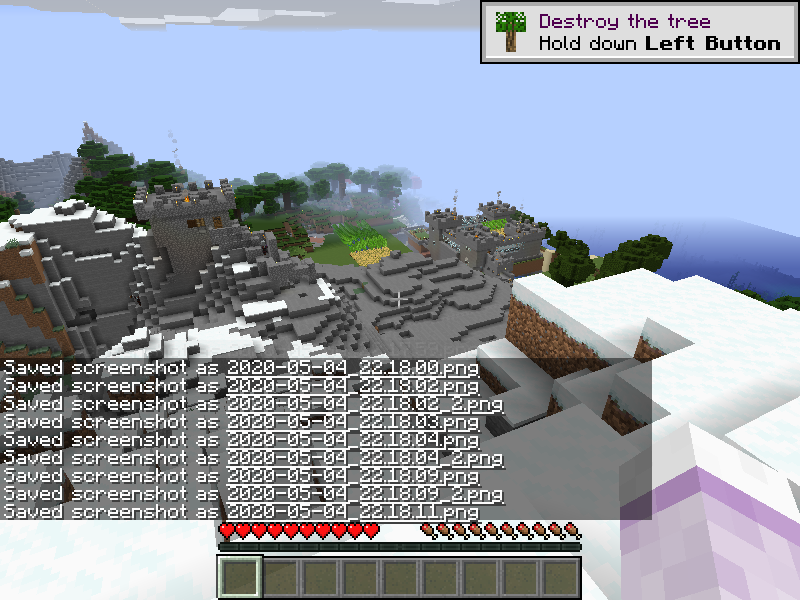 Destroy the tree
Hold down Left Button
Saved screenshot as 2020-05-04_22.18.00.png
Saved screenshot as 2020-05-04_22.18.02.png
Saved screenshot as 2020-05-04_22.18.02_2.png
Saved screenshot as 2020-05-04_22.18.03.png
Saved screenshot as 2020-05-04_22.18.04.png
Saved screenshot as 2020-05-04_22.18.04_2.png
Saved screenshot as 2020-05-04_22.18.09.png
Saved screenshot as 2020-05-04_22.18.09_2.png
Saved screenshot as 2020-05-04_22.18.11.png